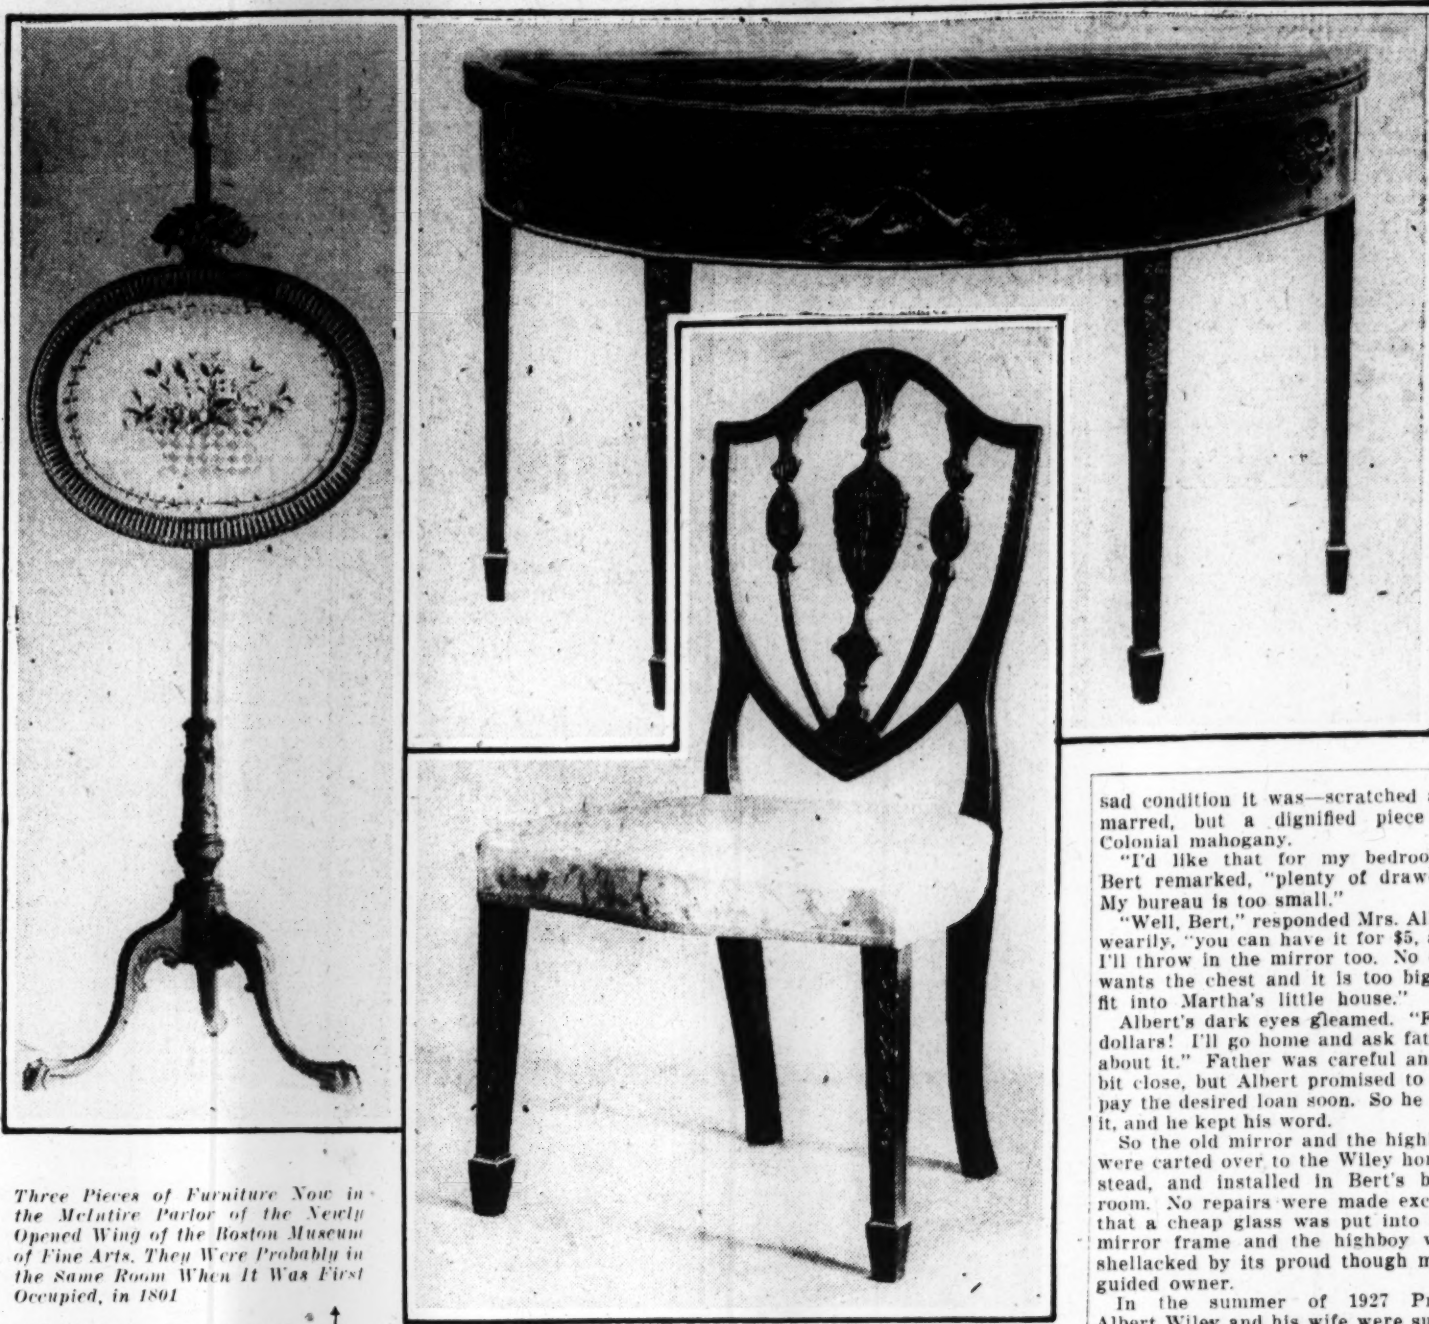 Three Pieces of Furniture Now in
the McIntire Parlor of the Newly
Opened Wing of the Boston Museum
of Fine Arts. They Were Probably in
the Same Room When It Was First
Occupied, in 1801
sad condition it was—scratched
marred, but a dignified piece
Colonial mahogany.
"I'd like that for my
Bert remarked, "plenty of
My bureau is too small."
"Well, Bert," responded Mrs.
wearily, "you can have it for $5,
I'll throw in the mirror too. No
wants the chest and it is too big
fit into Martha's little house."
Albert's dark eyes gleamed.
dollars! I'll go home and ask
about it." Father was careful
bit close, but Albert promised to
pay the desired loan soon. So he
it, and he kept his word.
So the old mirror and the high
were carted over to the Wiley
stead, and installed in Bert's
room. No repairs were made
that a cheap glass was put into
mirror frame and the highboy
shellacked by its proud though
guided owner.
In the summer of 1927
Albert Wiley and his wife were